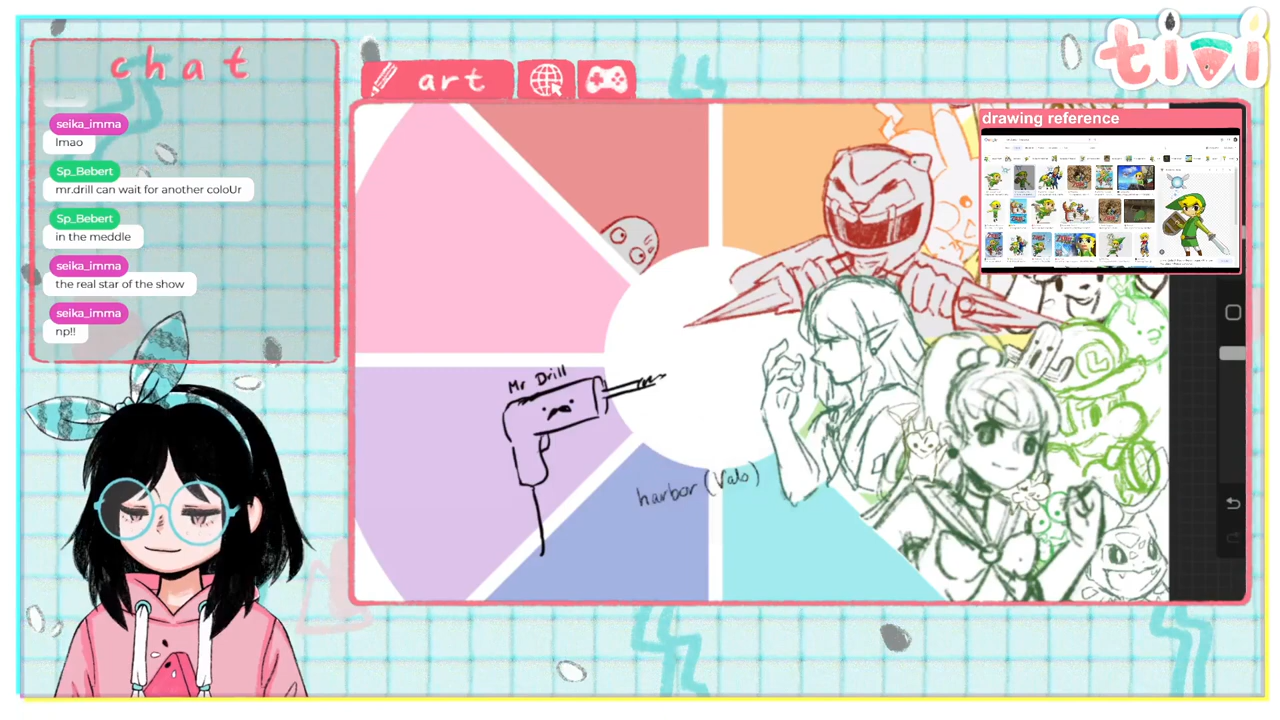 tivi
chat
seika_imma
lmao
Sp_Bebert
mr.drill can wait for another coloUr
Sp_Bebert
in the meddle
seika_imma
the real star of the show
seika_imma
np!!
art
drawing reference
Mr Drill
harbor (Valo)
L